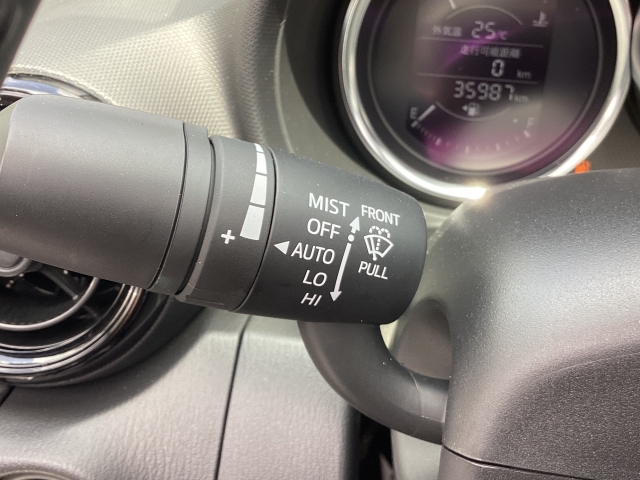 外気温 25℃
走行可能距離
0 km
35987 km
E F
MIST FRONT
OFF
AUTO
LO PULL
HI
+